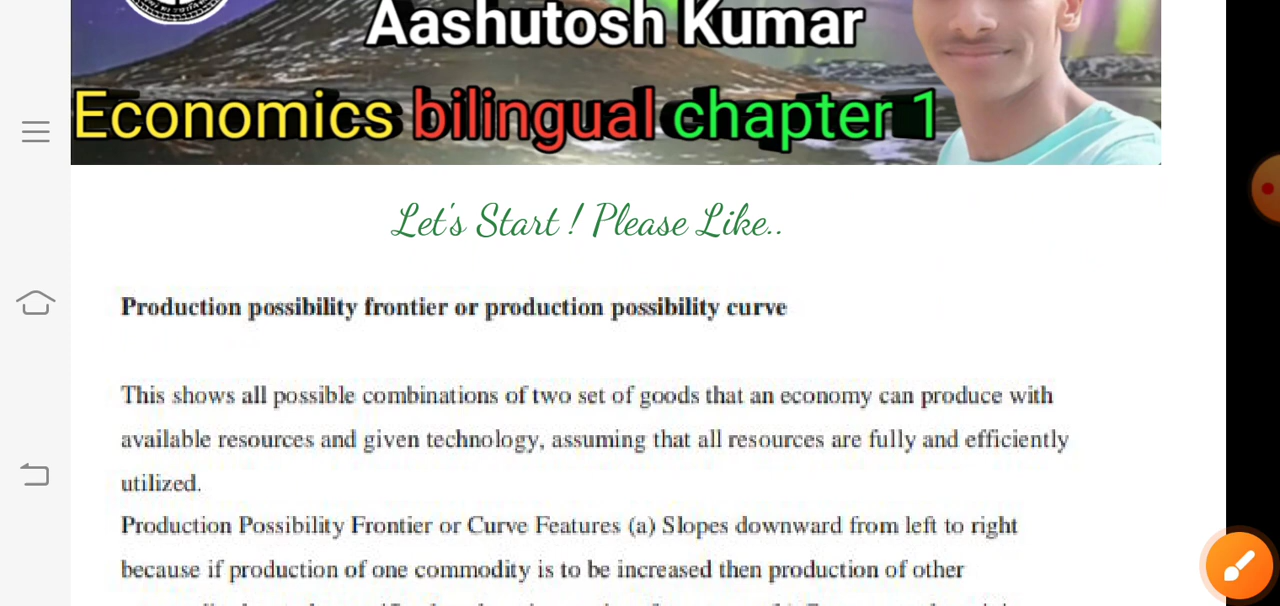 Aashutosh Kumar
Economics bilingual chapter 1
Let's Start ! Please Like..
Production possibility frontier or production possibility curve
This shows all possible combinations of two set of goods that an economy can produce with
available resources and given technology, assuming that all resources are fully and efficiently
utilized.
Production Possibility Frontier or Curve Features (a) Slopes downward from left to right
because if production of one commodity is to be increased then production of other